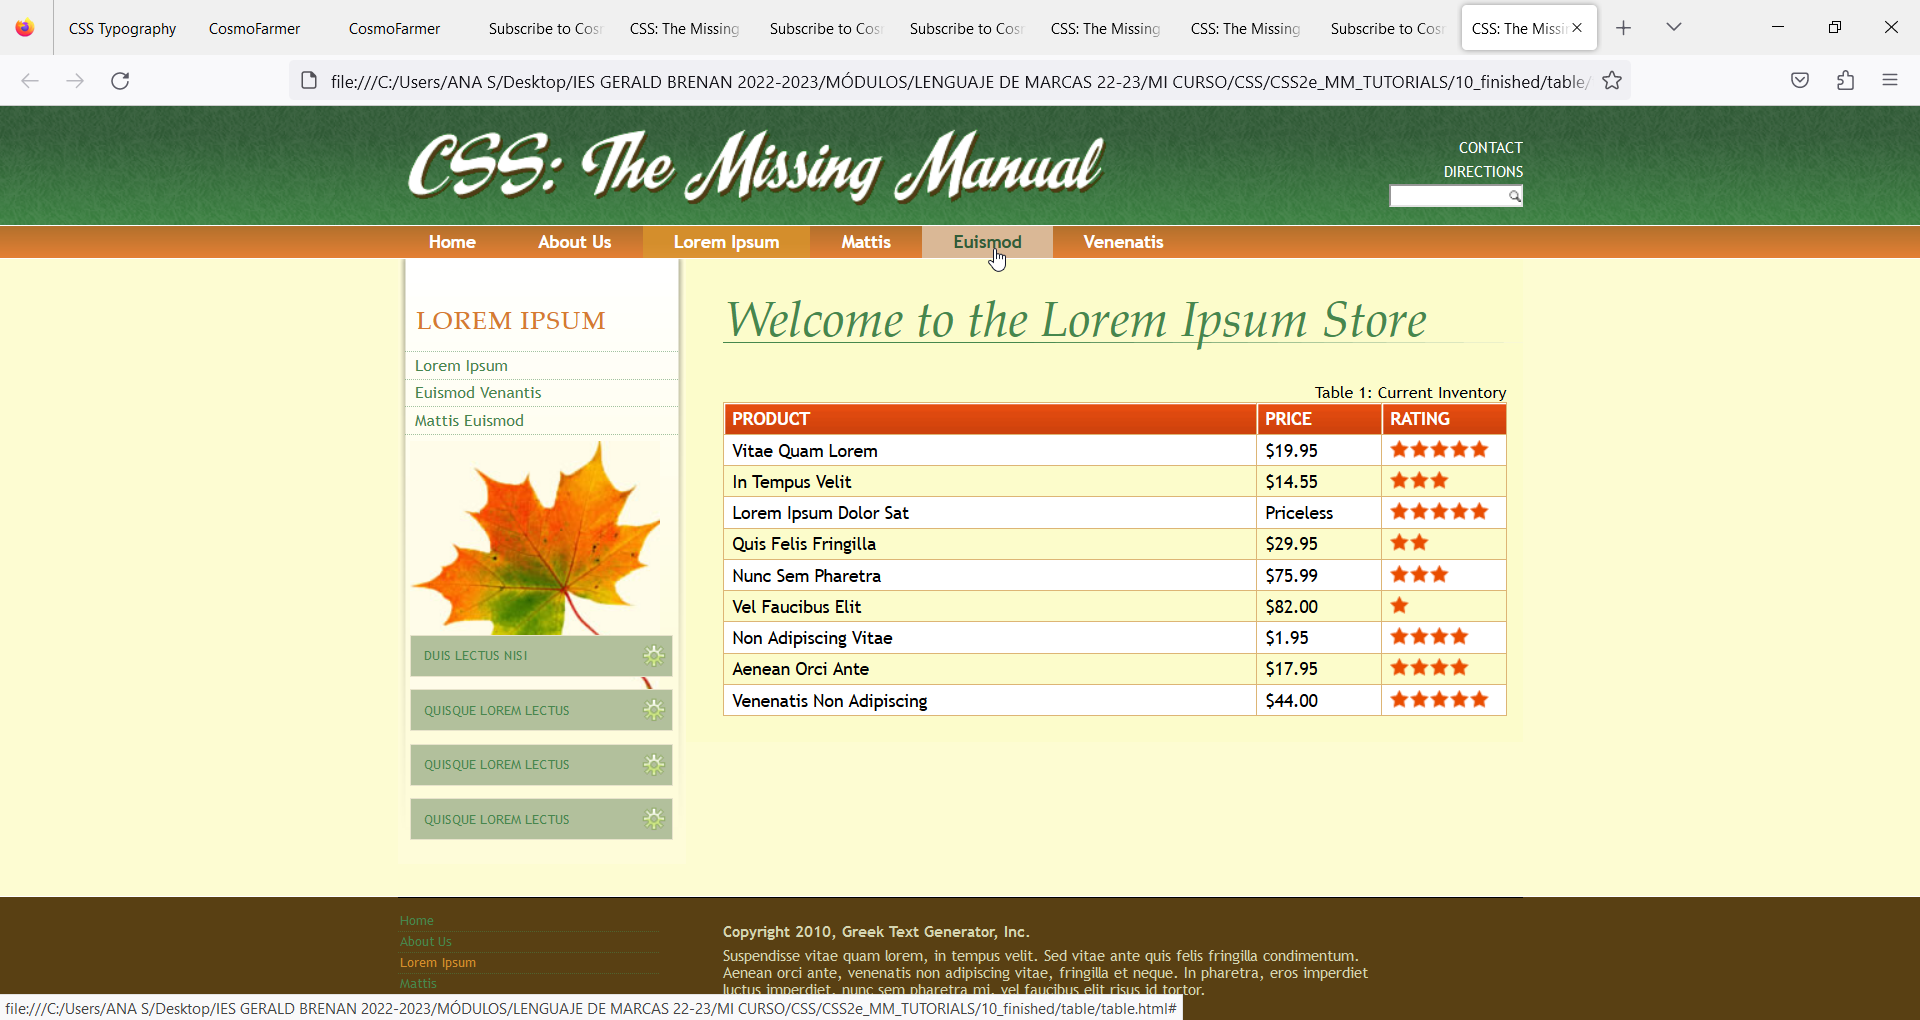 CSS Typography
CosmoFarmer
CosmoFarmer
Subscribe to Cos
CSS: The Missing
Subscribe to Cos
Subscribe to Cos
CSS: The Missing
CSS: The Missing
Subscribe to Cos
CSS: The Missi
file:///C:/Users/ANA S/Desktop/IES GERALD BRENAN 2022-2023/MÓDULOS/LENGUAJE DE MARCAS 22-23/MI CURSO/CSS/CSS2e_MM_TUTORIALS/10_finished/table/
CSS: The Missing Manual
CONTACT
DIRECTIONS
Home About Us Lorem Ipsum Mattis Euismod Venenatis
LOREM IPSUM
Lorem Ipsum
Euismod Venantis
Mattis Euismod
DUIS LECTUS NISI
QUISQUE LOREM LECTUS
QUISQUE LOREM LECTUS
QUISQUE LOREM LECTUS
Welcome to the Lorem Ipsum Store
Table 1: Current Inventory
PRODUCT PRICE RATING
Vitae Quam Lorem $19.95
In Tempus Velit $14.55
Lorem Ipsum Dolor Sat Priceless
Quis Felis Fringilla $29.95
Nunc Sem Pharetra $75.99
Vel Faucibus Elit $82.00
Non Adipiscing Vitae $1.95
Aenean Orci Ante $17.95
Venenatis Non Adipiscing $44.00
Home
About Us
Lorem Ipsum
Mattis
Copyright 2010, Greek Text Generator, Inc.
Suspendisse vitae quam lorem, in tempus velit. Sed vitae ante quis felis fringilla condimentum.
Aenean orci ante, venenatis non adipiscing vitae, fringilla et neque. In pharetra, eros imperdiet
luctus imperdiet, nunc sem pharetra mi, vel faucibus elit risus id tortor.
file:///C:/Users/ANA S/Desktop/IES GERALD BRENAN 2022-2023/MÓDULOS/LENGUAJE DE MARCAS 22-23/MI CURSO/CSS/CSS2e_MM_TUTORIALS/10_finished/table/table.html#